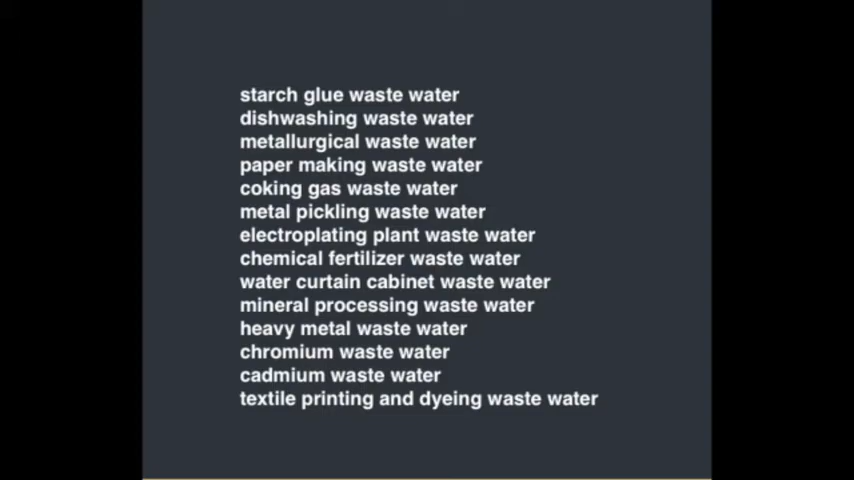 starch glue waste water
dishwashing waste water
metallurgical waste water
paper making waste water
coking gas waste water
metal pickling waste water
electroplating plant waste water
chemical fertilizer waste water
water curtain cabinet waste water
mineral processing waste water
heavy metal waste water
chromium waste water
cadmium waste water
textile printing and dyeing waste water